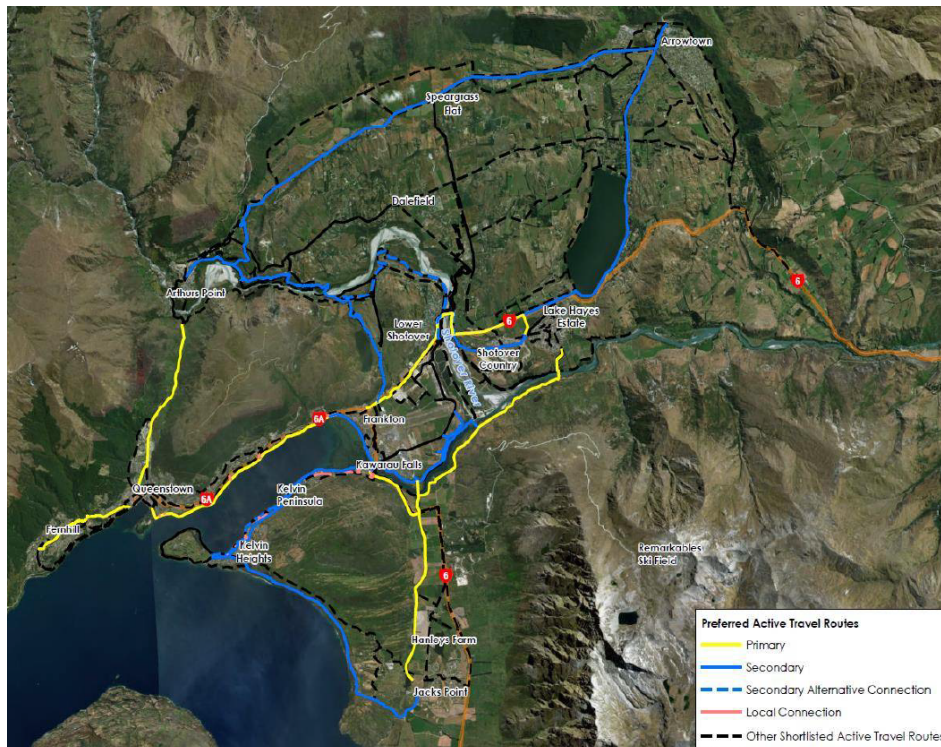 Arrowtown
Speargrass
Flat
Dalefield
6
Arthurs Point
Lake Hayes
Estate
6
Lower
Shotover
Shotover River
Shotover
Country
6A
Frankton
Kawarau Falls
Queenstown
6A
Kelvin
Peninsula
Fernhill
Kelvin
Heights
Remarkables
Ski Field
6
Hanleys Farm
Jacks Point
Preferred Active Travel Routes
Primary
Secondary
Secondary Alternative Connection
Local Connection
Other Shortlisted Active Travel Routes